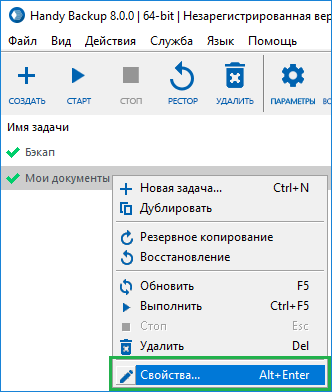 Handy Backup 8.0.0 | 64-bit | Незарегистрированная вер
Файл Вид Действия Служба Язык Помощь
СОЗДАТЬ СТАРТ СТОП РЕСТОР УДАЛИТЬ ПАРАМЕТРЫ ВО
Имя задачи
Бэкап
Мои документы
Новая задача... Ctrl+N
Дублировать
Резервное копирование
Восстановление
Обновить F5
Выполнить Ctrl+F5
Стоп Esc
Удалить Del
Свойства... Alt+Enter